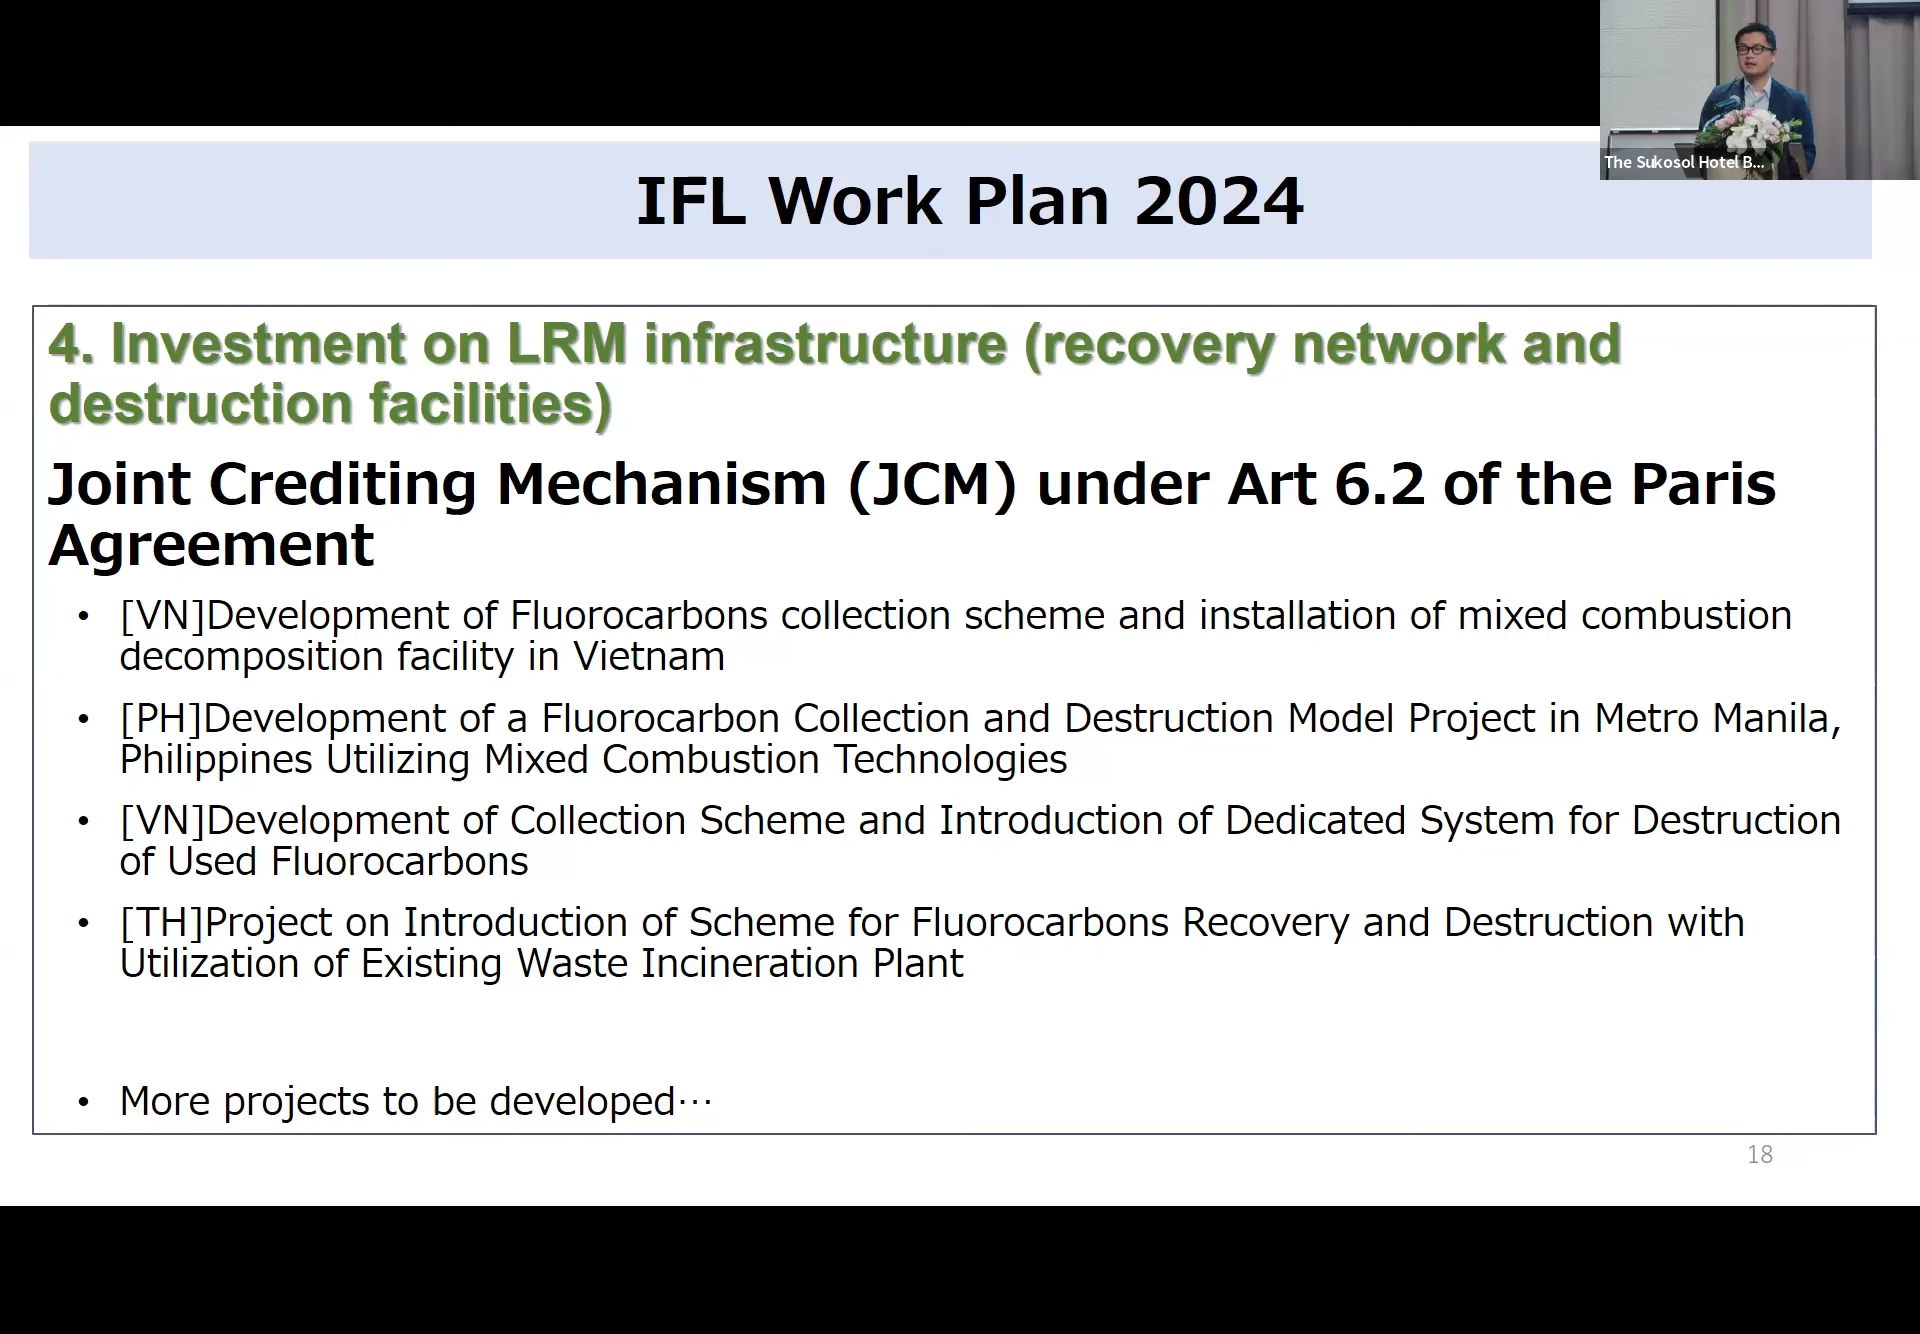 The Sukosol Hotel B...
IFL Work Plan 2024
4. Investment on LRM infrastructure (recovery network and
destruction facilities)
Joint Crediting Mechanism (JCM) under Art 6.2 of the Paris
Agreement
• [VN]Development of Fluorocarbons collection scheme and installation of mixed combustion
decomposition facility in Vietnam
• [PH]Development of a Fluorocarbon Collection and Destruction Model Project in Metro Manila,
Philippines Utilizing Mixed Combustion Technologies
• [VN]Development of Collection Scheme and Introduction of Dedicated System for Destruction
of Used Fluorocarbons
• [TH]Project on Introduction of Scheme for Fluorocarbons Recovery and Destruction with
Utilization of Existing Waste Incineration Plant
• More projects to be developed…
18